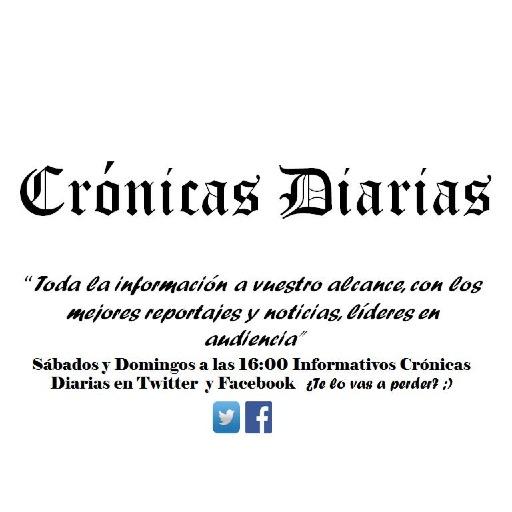 Crónicas Diarias
“Toda la información a vuestro alcance, con los
mejores reportajes y noticias, líderes en
audiencia”
Sábados y Domingos a las 16:00 Informativos Crónicas
Diarias en Twitter y Facebook ¿Te lo vas a perder? ;)